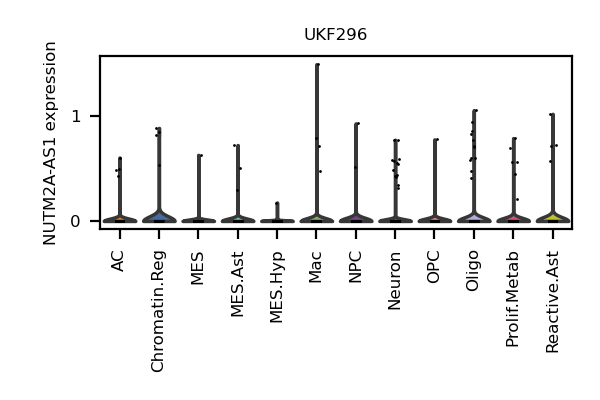 UKF296
NUTM2A-AS1 expression
1
0
AC
Chromatin.Reg
MES
MES.Ast
MES.Hyp
Mac
NPC
Neuron
OPC
Oligo
Prolif.Metab
Reactive.Ast